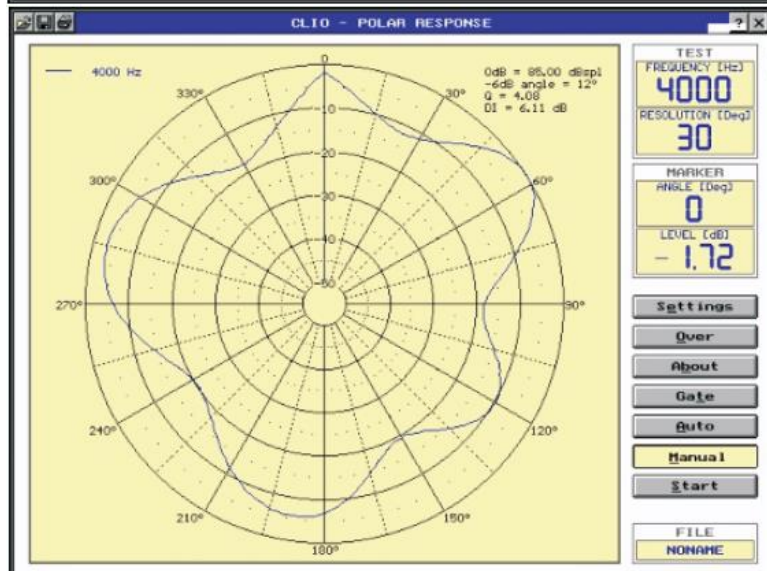 CLIO - POLAR RESPONSE
? X
4000 Hz
0dB = 85.00 dBspl
-6dB angle = 12°
Q = 4.08
DI = 6.11 dB
0
30°
60°
90°
120°
150°
180°
210°
240°
270°
300°
330°
-10
-20
-30
-40
-50
TEST
FREQUENCY [Hz]
4000
RESOLUTION [Deg]
30
MARKER
ANGLE [Deg]
0
LEVEL [dB]
-1.72
Settings
Over
About
Gate
Auto
Manual
Start
FILE
NONAME